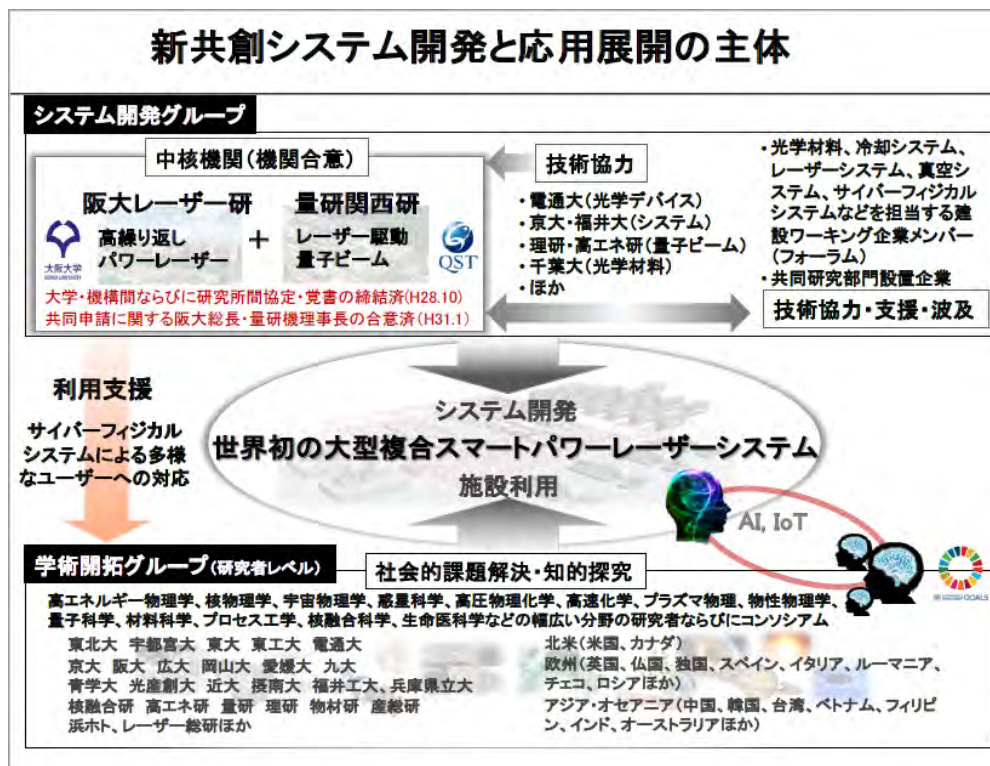 新共創システム開発と応用展開の主体
システム開発グループ
中核機関(機関合意)
阪大レーザー研
高繰り返し
パワーレーザー
+
量研関西研
レーザー駆動
量子ビーム
大阪大学
OSAKA UNIVERSITY
QST
大学・機構間ならびに研究所間協定・覚書の締結済(H28.10)
共同申請に関する阪大総長・量研機理事長の合意済(H31.1)
技術協力
・電通大(光学デバイス)
・京大・福井大(システム)
・理研・高エネ研(量子ビーム)
・千葉大(光学材料)
・ほか
・光学材料、冷却システム、
レーザーシステム、真空シ
ステム、サイバーフィジカル
システムなどを担当する建
設ワーキング企業メンバー
(フォーラム)
・共同研究部門設置企業
技術協力・支援・波及
利用支援
サイバーフィジカル
システムによる多様
なユーザーへの対応
システム開発
世界初の大型複合スマートパワーレーザーシステム
施設利用
AI, IoT
学術開拓グループ(研究者レベル)
社会的課題解決・知的探究
高エネルギー物理学、核物理学、宇宙物理学、惑星科学、高圧物理化学、高速化学、プラズマ物理、物性物理学、
量子科学、材料科学、プロセス工学、核融合科学、生命医科学などの幅広い分野の研究者ならびにコンソシアム
東北大 宇都宮大 東大 東工大 電通大
京大 阪大 広大 岡山大 愛媛大 九大
青学大 光産創大 近大 摂南大 福井工大、兵庫県立大
核融合研 高エネ研 量研 理研 物材研 産総研
浜ホト、レーザー総研ほか
北米(米国、カナダ)
欧州(英国、仏国、独国、スペイン、イタリア、ルーマニア、
チェコ、ロシアほか)
アジア・オセアニア(中国、韓国、台湾、ベトナム、フィリピ
ン、インド、オーストラリアほか)
GOALS